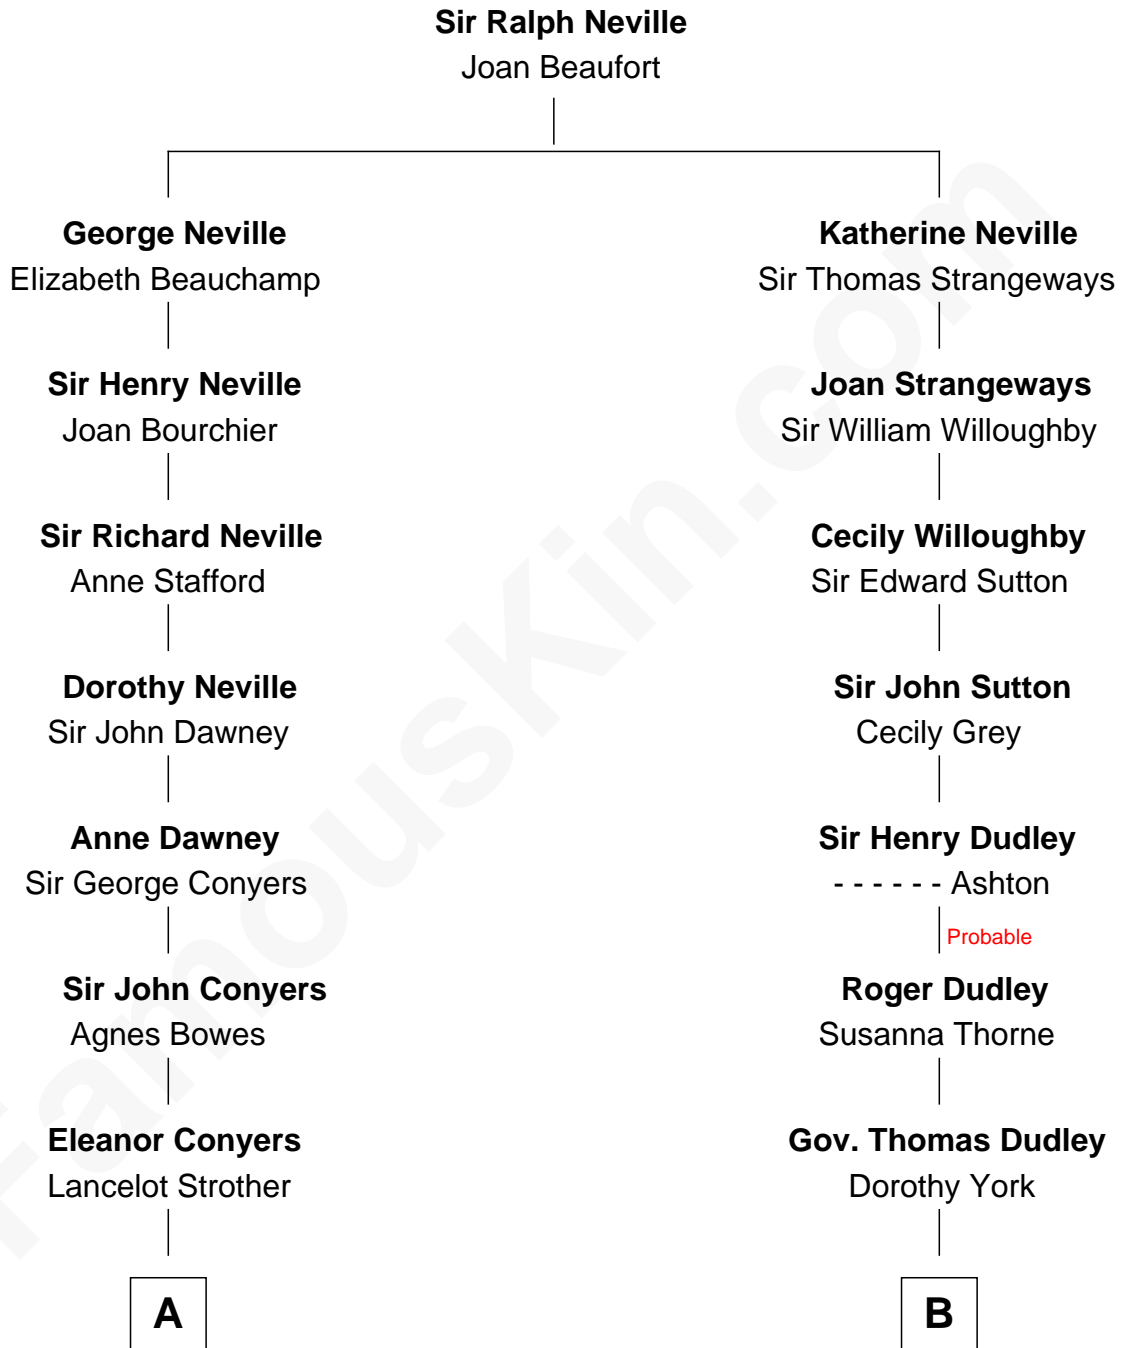 Sir Ralph Neville
Joan Beaufort
George Neville
Elizabeth Beauchamp
Sir Henry Neville
Joan Bourchier
Sir Richard Neville
Anne Stafford
Dorothy Neville
Sir John Dawney
Anne Dawney
Sir George Conyers
Sir John Conyers
Agnes Bowes
Eleanor Conyers
Lancelot Strother
A
Katherine Neville
Sir Thomas Strangeways
Joan Strangeways
Sir William Willoughby
Cecily Willoughby
Sir Edward Sutton
Sir John Sutton
Cecily Grey
Sir Henry Dudley
- - - - - - Ashton
Probable
Roger Dudley
Susanna Thorne
Gov. Thomas Dudley
Dorothy York
B
FamousKin.com